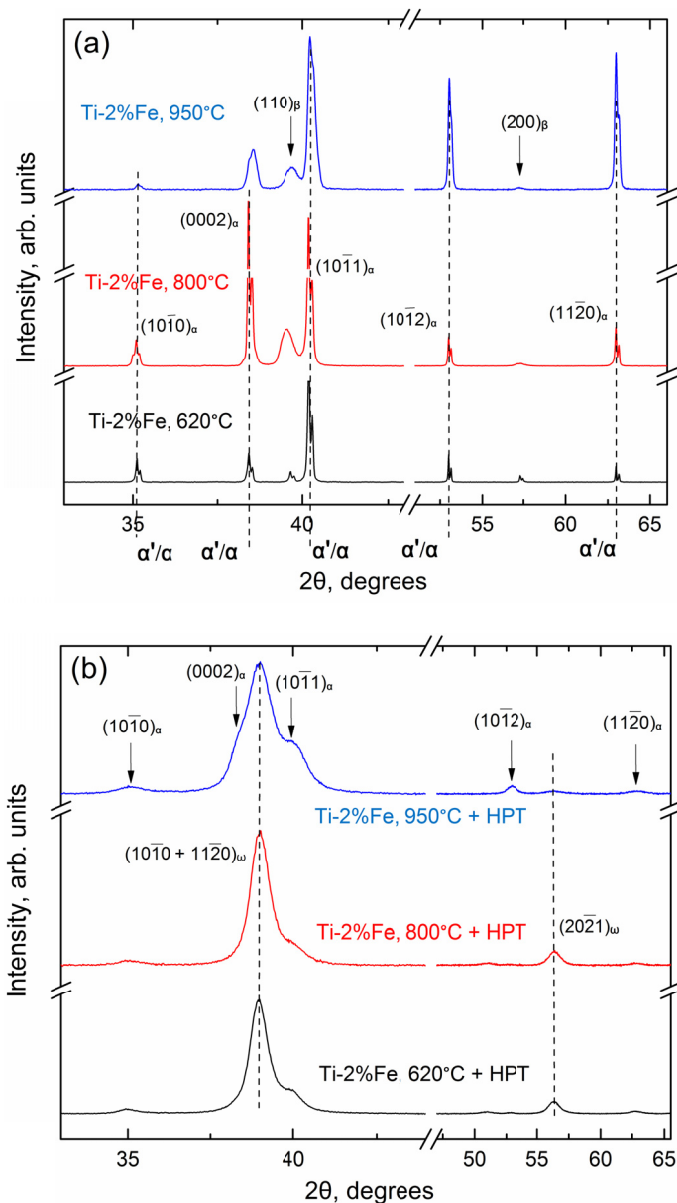 (a)
Ti-2%Fe, 950°C
(110)β
(200)β
(0002)α
(101̅1)α
Ti-2%Fe, 800°C
(101̅0)α
(101̅2)α
(112̅0)α
Ti-2%Fe, 620°C
Intensity, arb. units
35 40 55 60 65
α'/α α'/α α'/α α'/α α'/α
2θ, degrees
(b)
(0002)α
(101̅0)α
(101̅1)α
(101̅2)α
(112̅0)α
Ti-2%Fe, 950°C + HPT
(101̅0 + 112̅0)ω
Ti-2%Fe, 800°C + HPT
(202̅1)ω
Ti-2%Fe 620°C + HPT
Intensity, arb. units
35 40 50 55 60 65
2θ, degrees